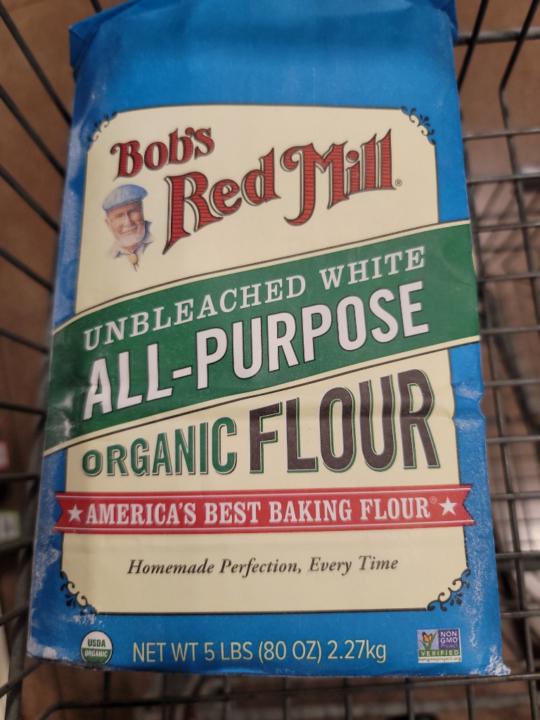 Bob's
Red Mill®
UNBLEACHED WHITE
ALL-PURPOSE
ORGANIC FLOUR
AMERICA'S BEST BAKING FLOUR®
Homemade Perfection, Every Time
USDA
ORGANIC
NET WT 5 LBS (80 OZ) 2.27kg
NON
GMO
VERIFIED